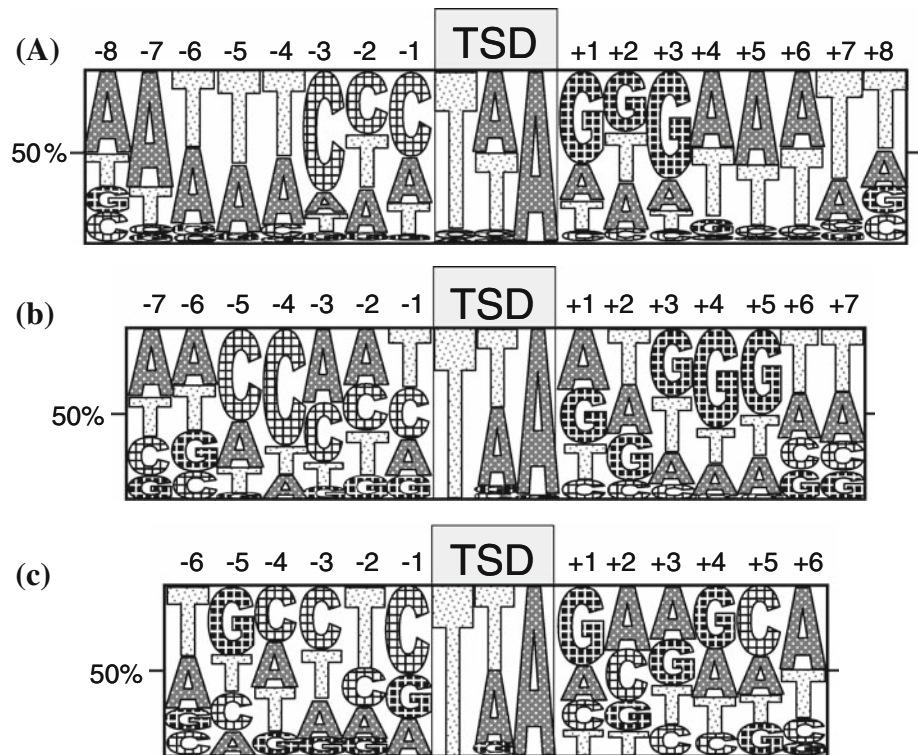 (A)
TSD
-8 -7 -6 -5 -4 -3 -2 -1 +1 +2 +3 +4 +5 +6 +7 +8
A A T T T C C C T A A G G G A A A T T
50%
T T A A A A T A T A T A T T T A A
G T A T T A T G G
C C
(b)
TSD
-7 -6 -5 -4 -3 -2 -1 +1 +2 +3 +4 +5 +6 +7
A A C C A A T T T A A T G G G T T
50%
T T A T C C C A G A T T T A A
C G T A T T A T G A A A C C
G C G G G C C C G G
(c)
TSD
-6 -5 -4 -3 -2 -1 +1 +2 +3 +4 +5 +6
T G C C T C T T A G A A G C A
50%
A T A T C G A A C G A A T
G C T A A A C G T T T C
C A G G G T T C C G G